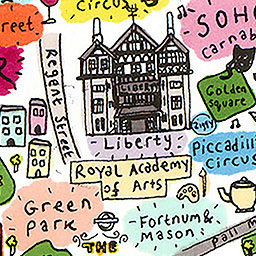 Circus
SOHO
Carnab
treet.
Regent Street
Liberty
Golden
Square
Liberty
Piccadilly
Circus
Royal Academy
of Arts
Green
Park
Fortnum &
Mason:
THE
Pall M